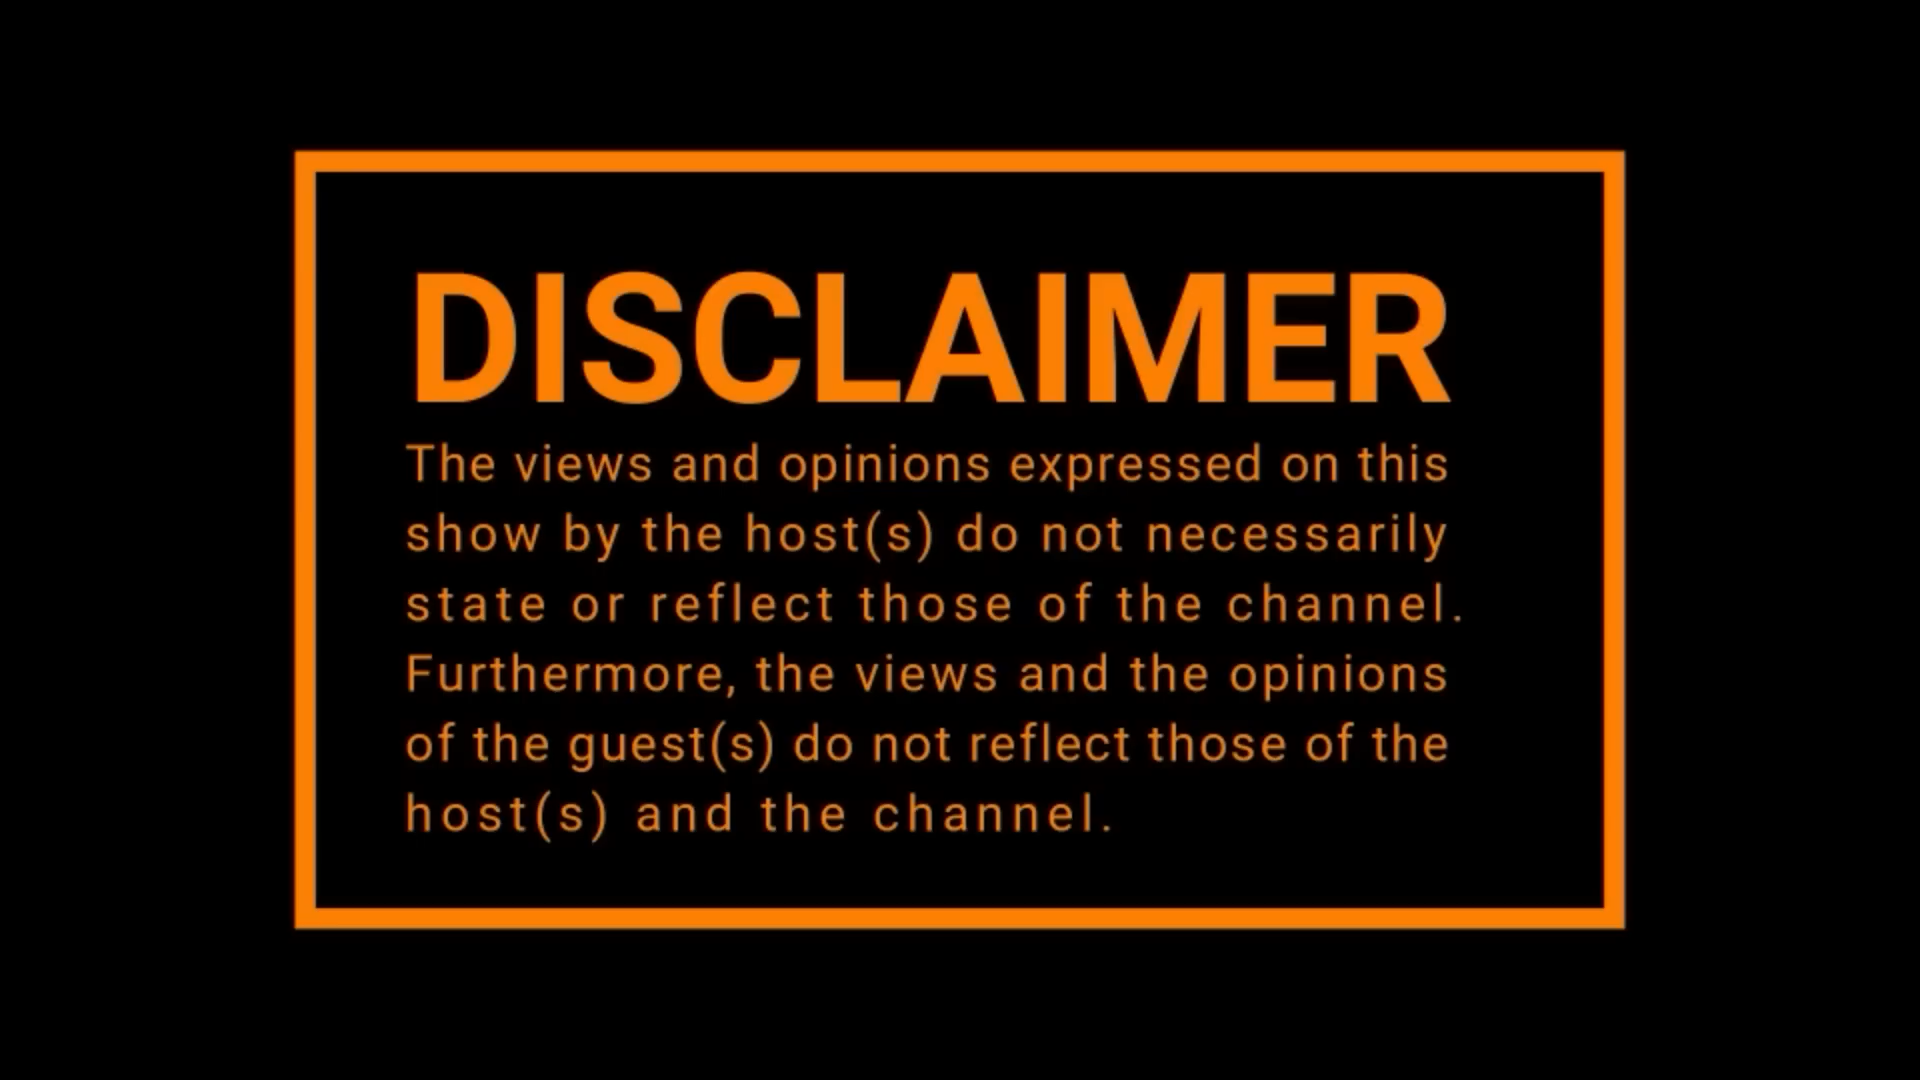 DISCLAIMER
The views and opinions expressed on this
show by the host(s) do not necessarily
state or reflect those of the channel.
Furthermore, the views and the opinions
of the guest(s) do not reflect those of the
host(s) and the channel.